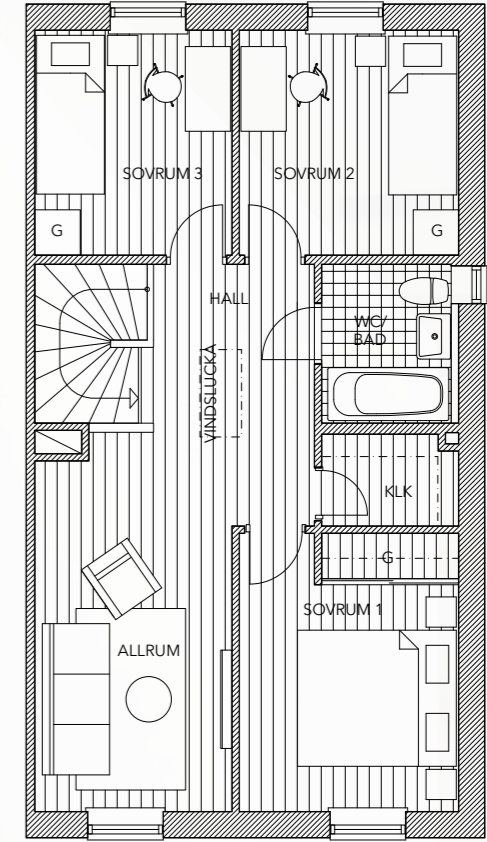 SOVRUM 3
SOVRUM 2
G
G
HALL
WC/
BAD
VINDSLUCKA
KLK
G
SOVRUM 1
ALLRUM